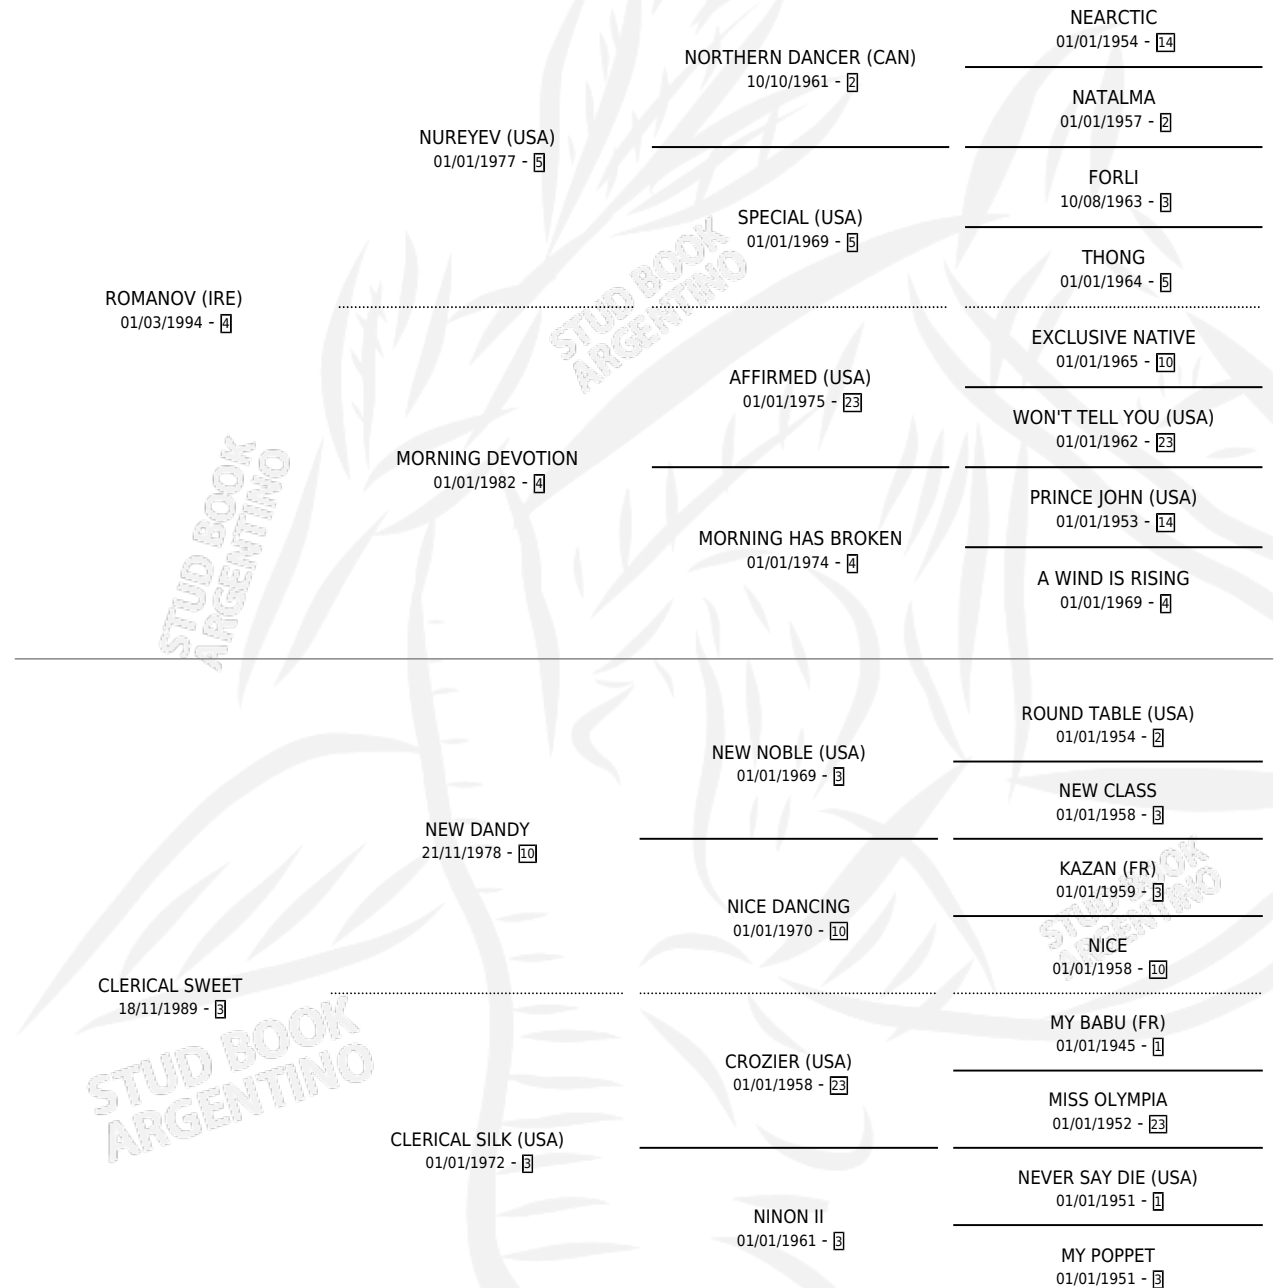 NEARCTIC
01/01/1954 - 14
NORTHERN DANCER (CAN)
10/10/1961 - 2
NATALMA
01/01/1957 - 2
NUREYEV (USA)
01/01/1977 - 5
FORLI
10/08/1963 - 3
SPECIAL (USA)
01/01/1969 - 5
THONG
01/01/1964 - 5
ROMANOV (IRE)
01/03/1994 - 4
EXCLUSIVE NATIVE
01/01/1965 - 10
AFFIRMED (USA)
01/01/1975 - 23
WON'T TELL YOU (USA)
01/01/1962 - 23
MORNING DEVOTION
01/01/1982 - 4
PRINCE JOHN (USA)
01/01/1953 - 14
MORNING HAS BROKEN
01/01/1974 - 4
A WIND IS RISING
01/01/1969 - 4
ROUND TABLE (USA)
01/01/1954 - 2
NEW NOBLE (USA)
01/01/1969 - 3
NEW CLASS
01/01/1958 - 3
NEW DANDY
21/11/1978 - 10
KAZAN (FR)
01/01/1959 - 3
NICE DANCING
01/01/1970 - 10
NICE
01/01/1958 - 10
CLERICAL SWEET
18/11/1989 - 3
MY BABU (FR)
01/01/1945 - 1
CROZIER (USA)
01/01/1958 - 23
MISS OLYMPIA
01/01/1952 - 23
CLERICAL SILK (USA)
01/01/1972 - 3
NEVER SAY DIE (USA)
01/01/1951 - 1
NINON II
01/01/1961 - 3
MY POPPET
01/01/1951 - 3
STUD BOOK
ARGENTINO
STUD BOOK
ARGENTINO
STUD BOOK
ARGENTINO
STUD BOOK
ARGENTINO